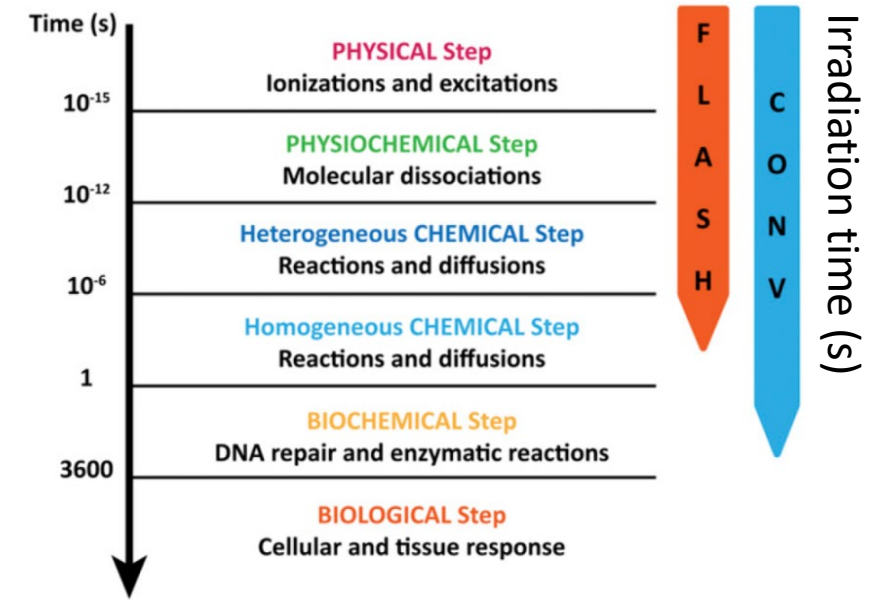 Time (s)
PHYSICAL Step
Ionizations and excitations
10-15
PHYSIOCHEMICAL Step
Molecular dissociations
10-12
Heterogeneous CHEMICAL Step
Reactions and diffusions
10-6
Homogeneous CHEMICAL Step
Reactions and diffusions
1
BIOCHEMICAL Step
DNA repair and enzymatic reactions
3600
BIOLOGICAL Step
Cellular and tissue response
FLASH
CONV
Irradiation time (s)